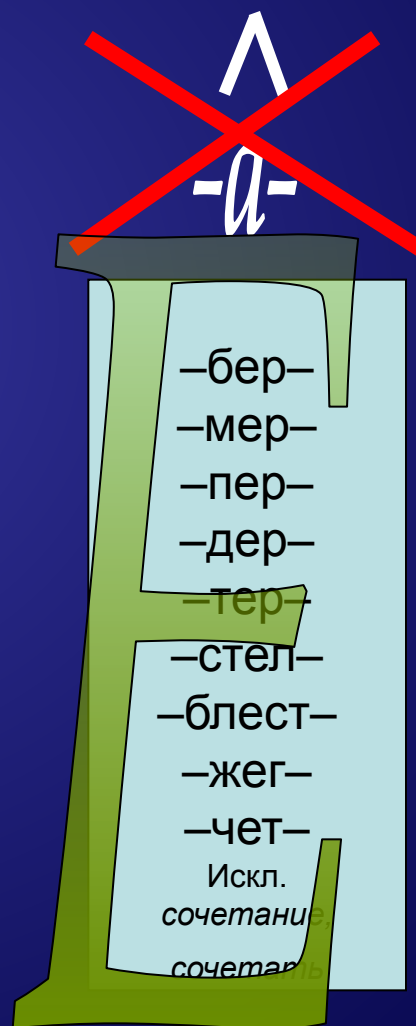 -а-
Е
–бер–
–мер–
–пер–
–дер–
–тер–
–стел–
–блест–
–жег–
–чет–
Искл.
сочетание,
сочетать